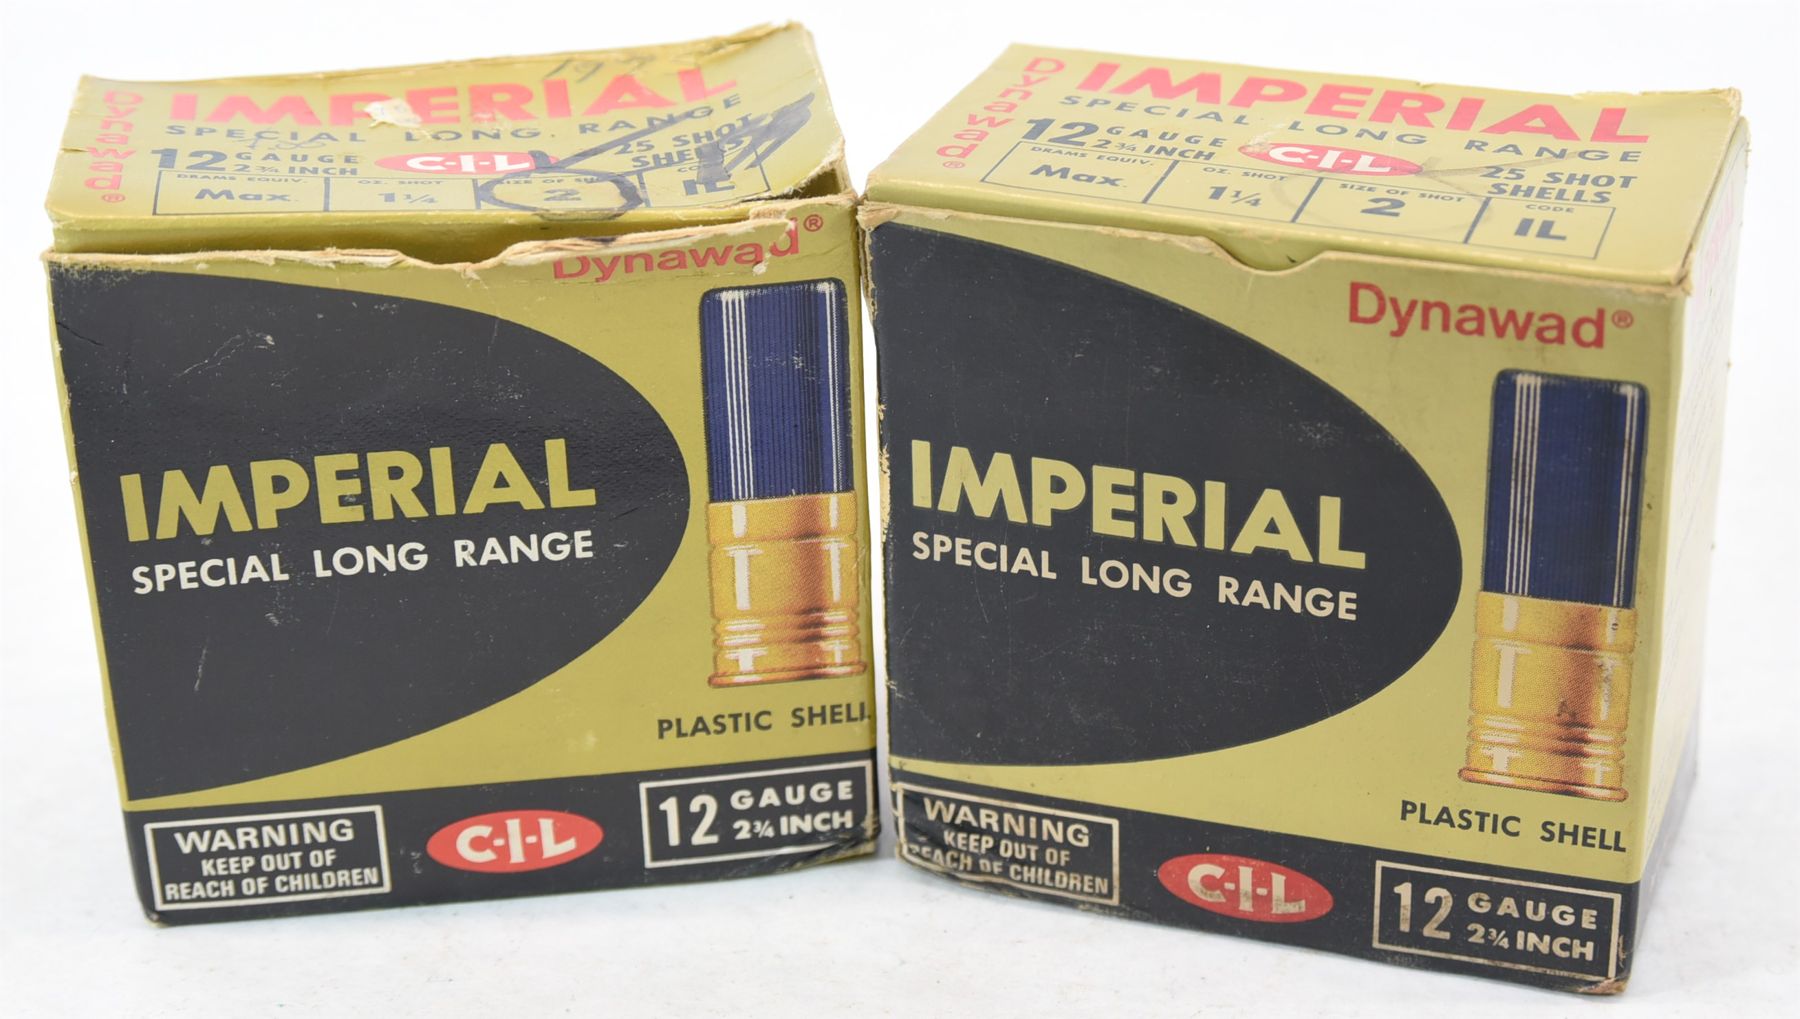 Dynawad®
IMPERIAL
SPECIAL LONG RANGE
12 GAUGE 2¾ INCH
C-I-L
25 SHOT SHELLS
DRAMS EQUIV. Max.
OZ. SHOT 1¼
SIZE OF SHOT 2
IL
Dynawad®
IMPERIAL
SPECIAL LONG RANGE
PLASTIC SHELL
WARNING
KEEP OUT OF
REACH OF CHILDREN
C-I-L
12 GAUGE
2¾ INCH
Dynawad®
IMPERIAL
SPECIAL LONG RANGE
12 GAUGE 2¾ INCH
C-I-L
25 SHOT SHELLS
DRAMS EQUIV. Max.
OZ. SHOT 1¼
SIZE OF SHOT 2
CODE IL
Dynawad®
IMPERIAL
SPECIAL LONG RANGE
PLASTIC SHELL
WARNING
KEEP OUT OF
REACH OF CHILDREN
C-I-L
12 GAUGE
2¾ INCH